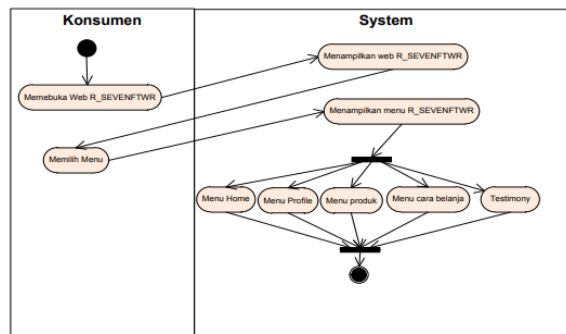 Konsumen
System
Memebuka Web R_SEVENFTWR
Menampilkan web R_SEVENFTWR
Memilih Menu
Menampilkan menu R_SEVENFTWR
Menu Home
Menu Profile
Menu produk
Menu cara belanja
Testimony